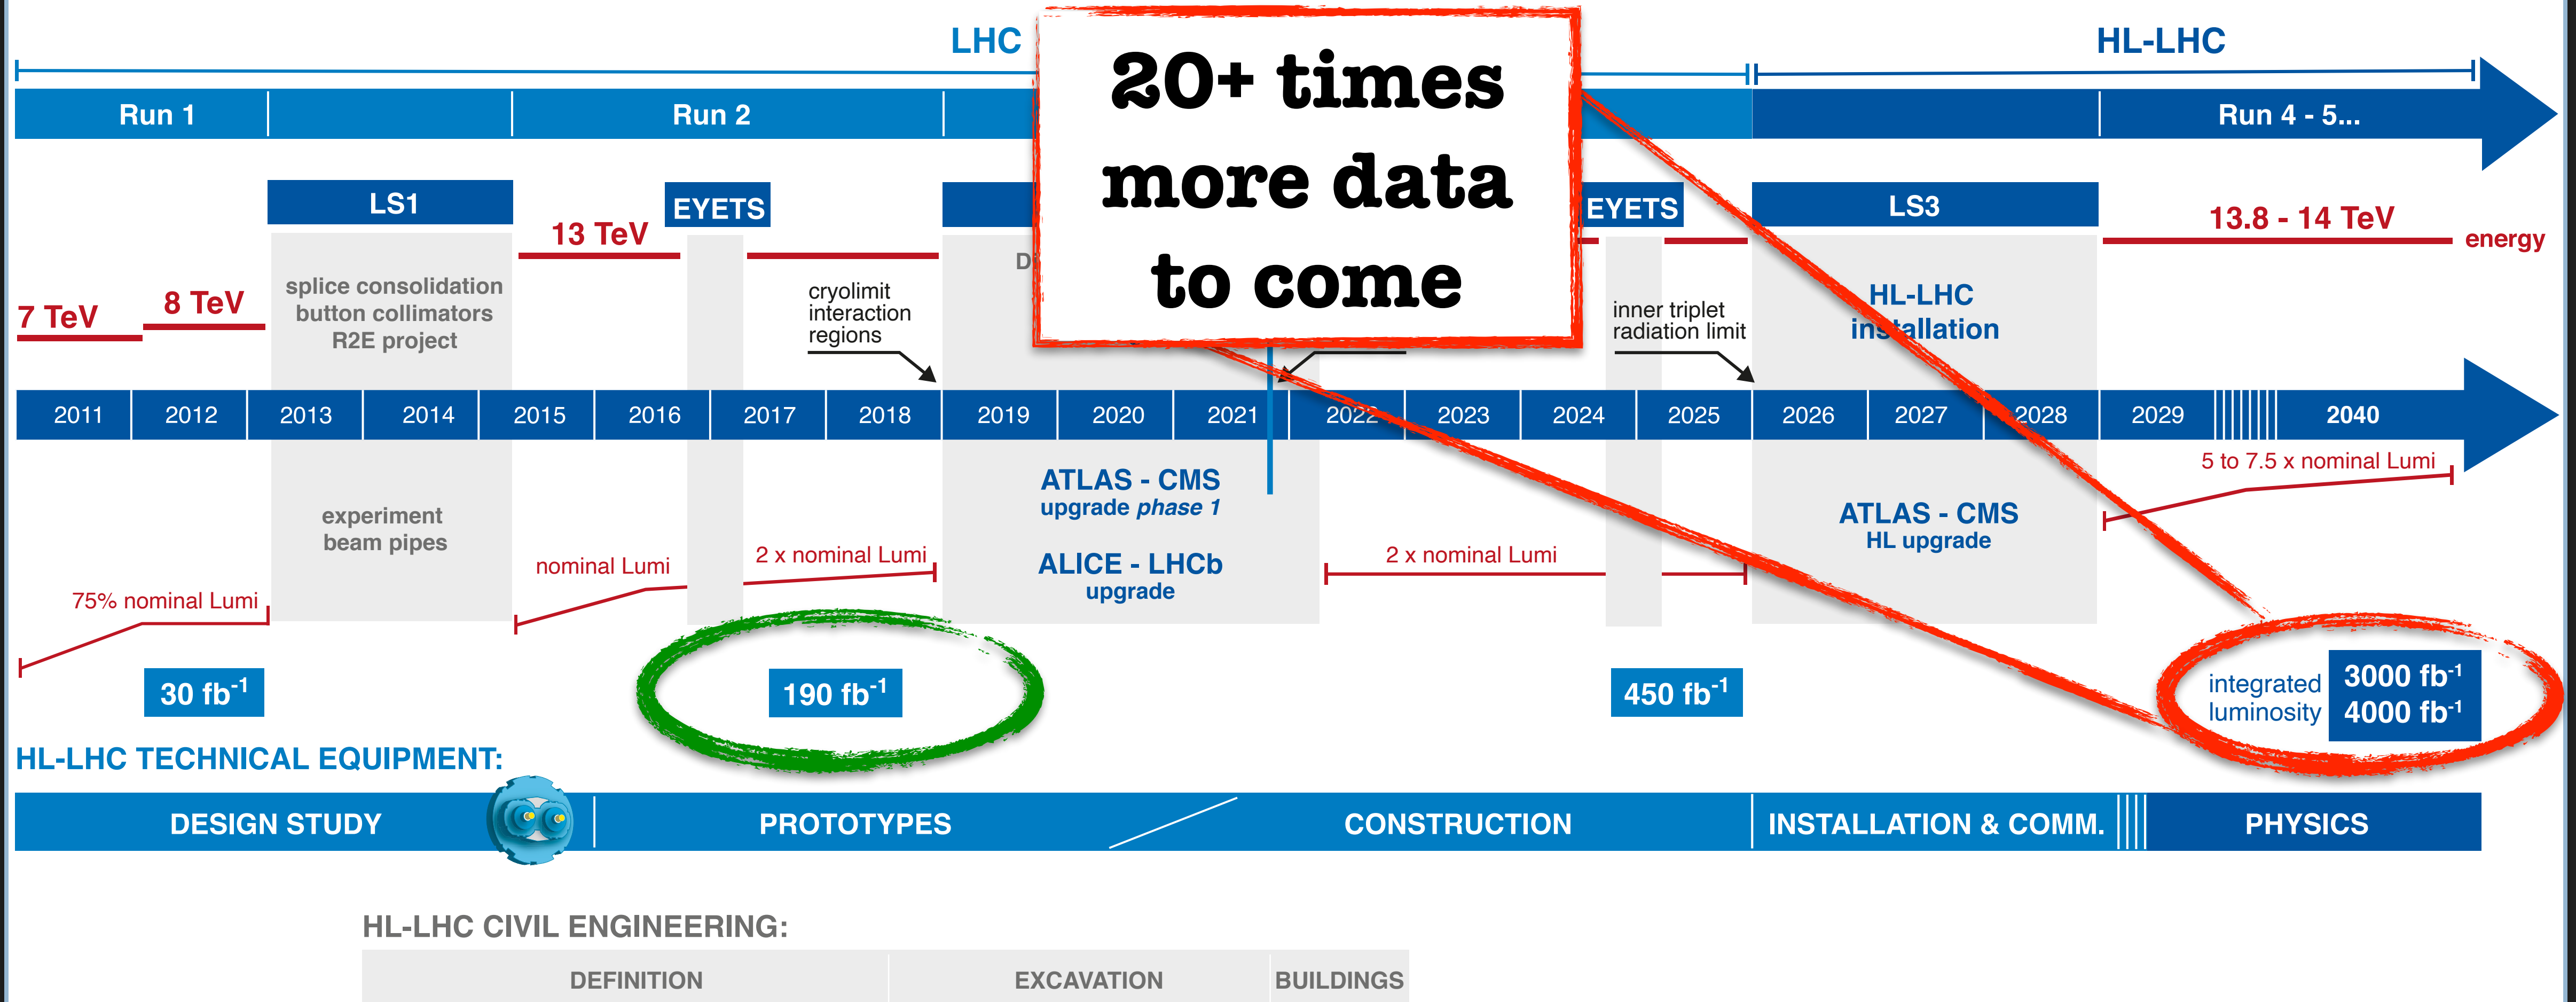 LHC
HL-LHC
20+ times
more data
to come
Run 1
Run 2
Run 4 - 5...
LS1
EYETS
EYETS
LS3
13 TeV
13.8 - 14 TeV
energy
7 TeV
8 TeV
splice consolidation
button collimators
R2E project
cryolimit
interaction
regions
D
inner triplet
radiation limit
HL-LHC
installation
2011 2012 2013 2014 2015 2016 2017 2018 2019 2020 2021 2022 2023 2024 2025 2026 2027 2028 2029 2040
experiment
beam pipes
ATLAS - CMS
upgrade phase 1
ALICE - LHCb
upgrade
ATLAS - CMS
HL upgrade
75% nominal Lumi
nominal Lumi
2 x nominal Lumi
2 x nominal Lumi
5 to 7.5 x nominal Lumi
30 fb⁻¹
190 fb⁻¹
450 fb⁻¹
integrated
luminosity
3000 fb⁻¹
4000 fb⁻¹
HL-LHC TECHNICAL EQUIPMENT:
DESIGN STUDY
PROTOTYPES
CONSTRUCTION
INSTALLATION & COMM.
PHYSICS
HL-LHC CIVIL ENGINEERING:
DEFINITION
EXCAVATION
BUILDINGS